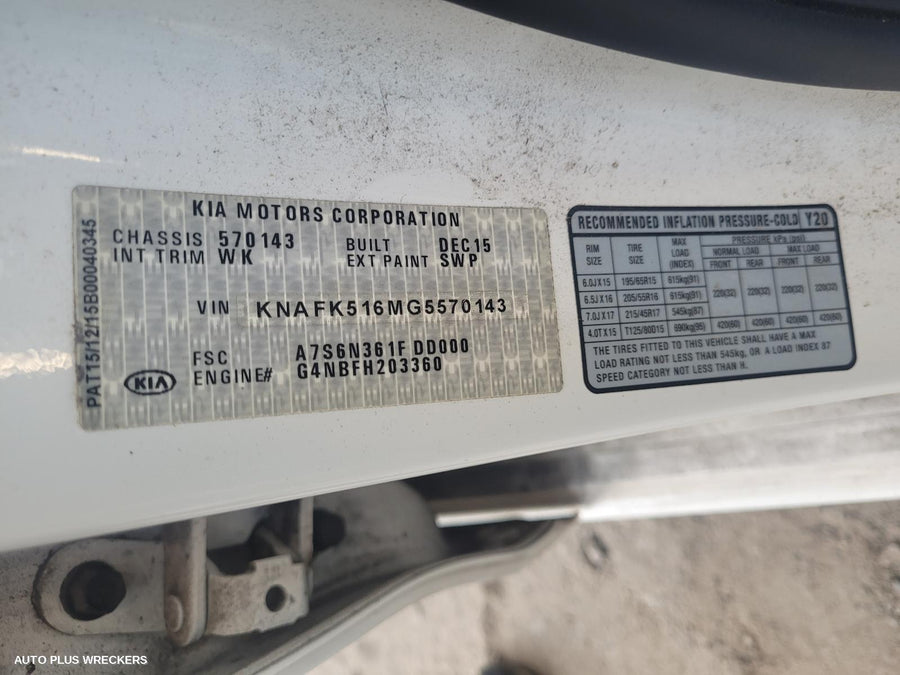 PAT15/12/15B00040345
KIA MOTORS CORPORATION
CHASSIS 570143 BUILT DEC15
INT TRIM WK EXT PAINT SWP
VIN KNAFK516MG5570143
FSC A7S6N361F DD000
ENGINE# G4NBFH203360
KIA
RECOMMENDED INFLATION PRESSURE-COLD Y20
RIM SIZE TIRE SIZE MAX LOAD (INDEX) PRESSURE kPa (psi)
NORMAL LOAD MAX LOAD
FRONT REAR FRONT REAR
6.0JX15 195/65R15 615kg(91) 220(32) 220(32) 220(32) 220(32)
6.5JX16 205/55R16 615kg(91)
7.0JX17 215/45R17 545kg(87)
4.0TX15 T125/80D15 690kg(95) 420(60) 420(60) 420(60) 420(60)
THE TIRES FITTED TO THIS VEHICLE SHALL HAVE A MAX
LOAD RATING NOT LESS THAN 545kg, OR A LOAD INDEX 87
SPEED CATEGORY NOT LESS THAN H.
AUTO PLUS WRECKERS